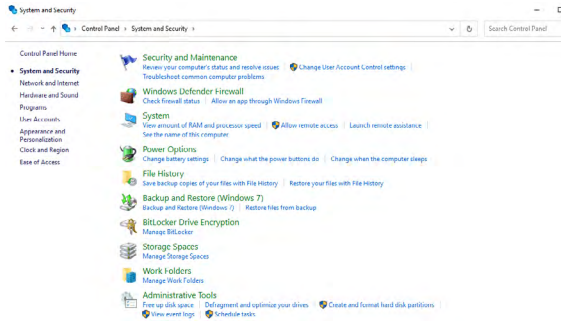 System and Security
Control Panel > System and Security >
Search Control Panel
Control Panel Home
System and Security
Network and Internet
Hardware and Sound
Programs
User Accounts
Appearance and
Personalization
Clock and Region
Ease of Access
Security and Maintenance
Review your computer's status and resolve issues | Change User Account Control settings
Troubleshoot common computer problems
Windows Defender Firewall
Check firewall status | Allow an app through Windows Firewall
System
View amount of RAM and processor speed | Allow remote access | Launch remote assistance
See the name of this computer
Power Options
Change battery settings | Change what the power buttons do | Change when the computer sleeps
File History
Save backup copies of your files with File History | Restore your files with File History
Backup and Restore (Windows 7)
Backup and Restore (Windows 7) | Restore files from backup
BitLocker Drive Encryption
Manage BitLocker
Storage Spaces
Manage Storage Spaces
Work Folders
Manage Work Folders
Administrative Tools
Free up disk space | Defragment and optimize your drives | Create and format hard disk partitions
View event logs | Schedule tasks